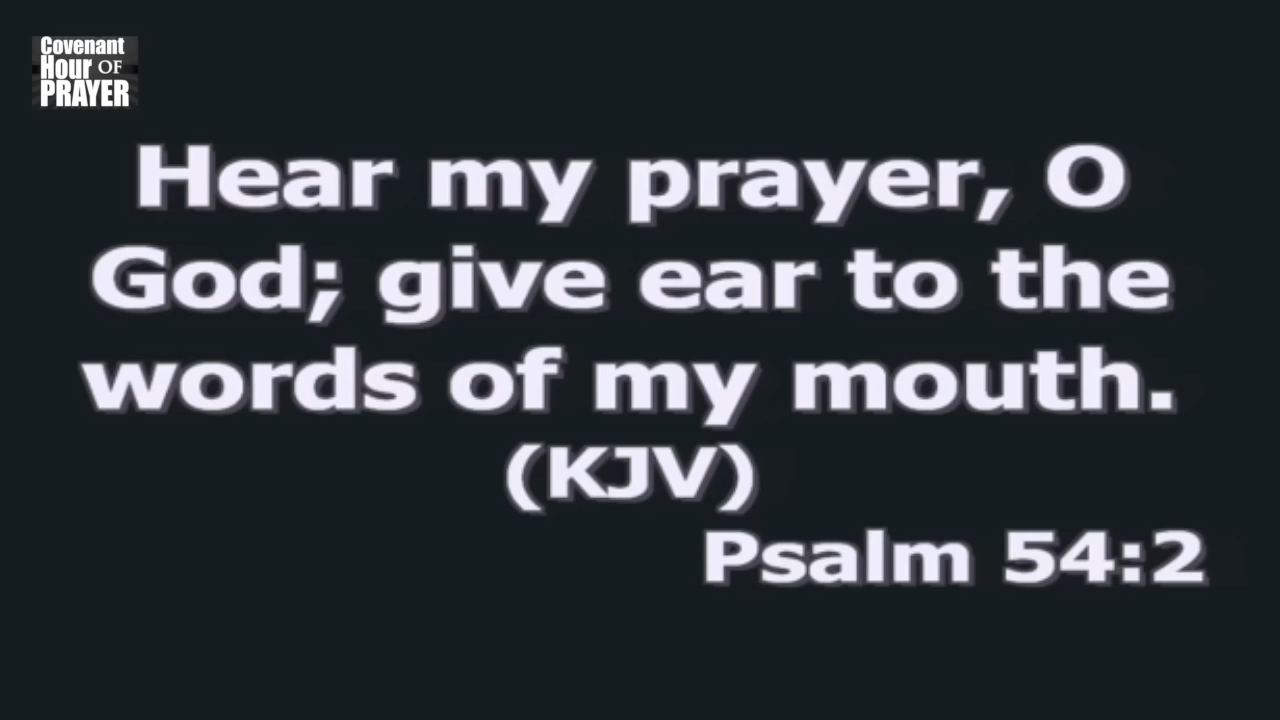 Covenant
Hour OF
PRAYER
Hear my prayer, O
God; give ear to the
words of my mouth.
(KJV)
Psalm 54:2